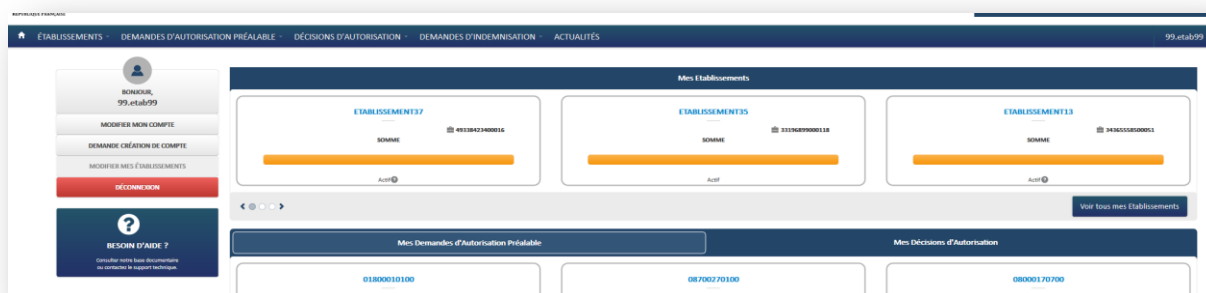 RÉPUBLIQUE FRANÇAISE
ÉTABLISSEMENTS DEMANDES D'AUTORISATION PRÉALABLE DÉCISIONS D'AUTORISATION DEMANDES D'INDEMNISATION ACTUALITÉS 99.etab99
BONJOUR,
99.etab99
MODIFIER MON COMPTE
DEMANDE CRÉATION DE COMPTE
MODIFIER MES ÉTABLISSEMENTS
DÉCONNEXION
?
BESOIN D'AIDE ?
Consulter notre base documentaire
ou contactez le support technique.
Mes Etablissements
ETABLISSEMENT37
49338423400016
SOMME
Actif
ETABLISSEMENT35
33196899000118
SOMME
Actif
ETABLISSEMENT13
34365558500051
SOMME
Actif
Voir tous mes Etablissements
Mes Demandes d'Autorisation Préalable
Mes Décisions d'Autorisation
01800010100
08700270100
08000170700